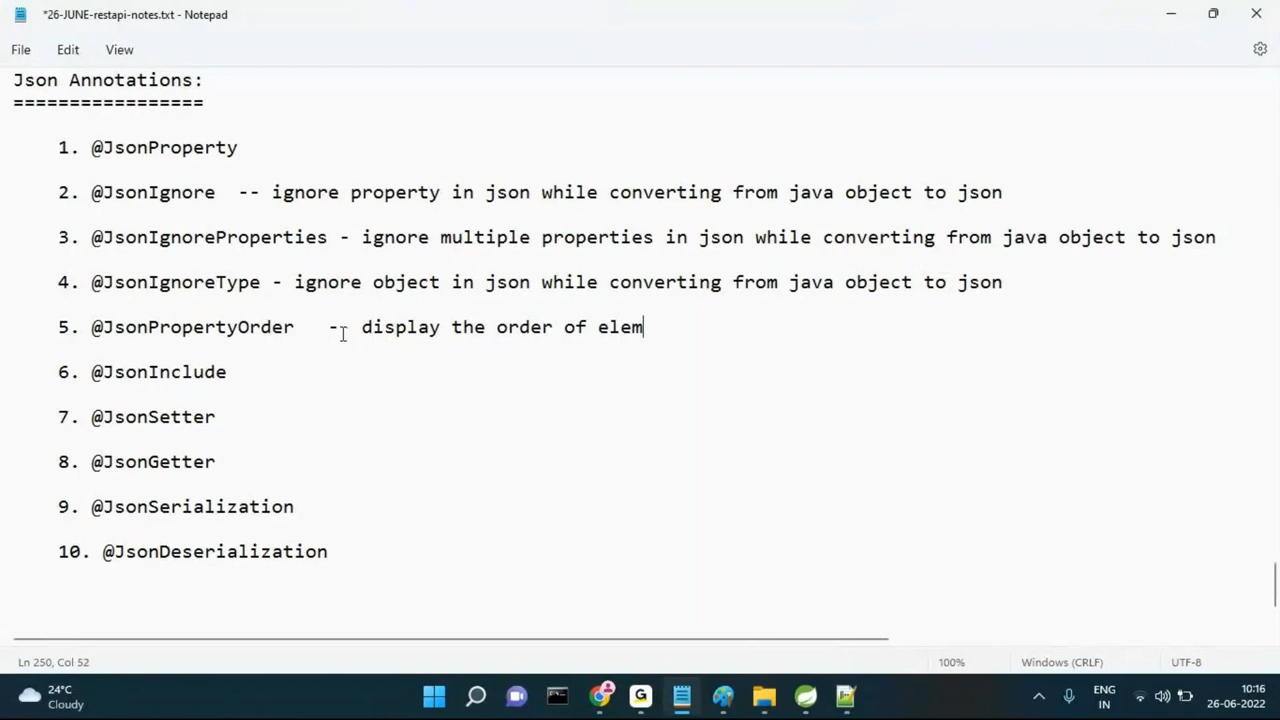 *26-JUNE-restapi-notes.txt - Notepad
File Edit View
Json Annotations:
=================
1. @JsonProperty
2. @JsonIgnore -- ignore property in json while converting from java object to json
3. @JsonIgnoreProperties - ignore multiple properties in json while converting from java object to json
4. @JsonIgnoreType - ignore object in json while converting from java object to json
5. @JsonPropertyOrder -- display the order of elem
6. @JsonInclude
7. @JsonSetter
8. @JsonGetter
9. @JsonSerialization
10. @JsonDeserialization
Ln 250, Col 52 100% Windows (CRLF) UTF-8
24°C
Cloudy
ENG
IN
10:16
26-06-2022